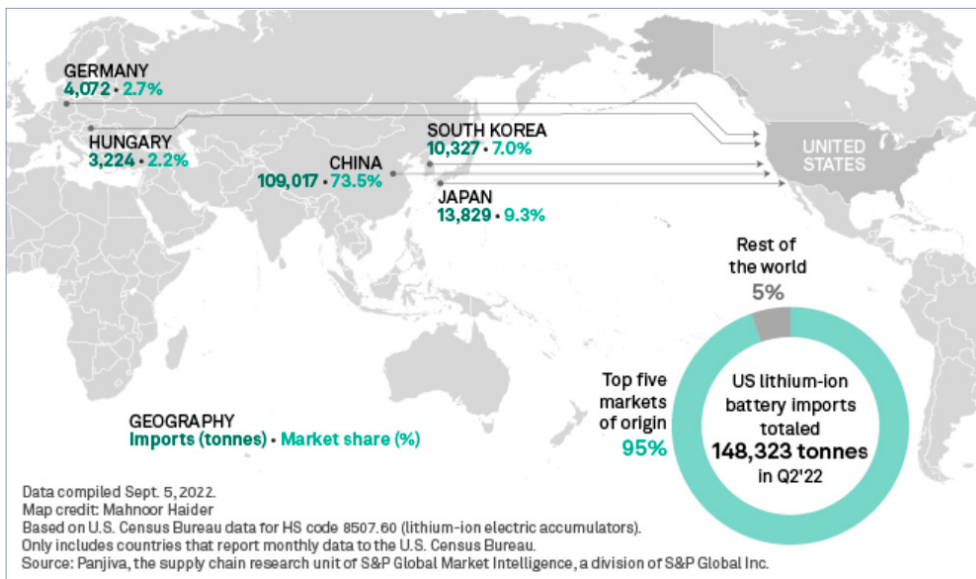 GERMANY
4,072 • 2.7%
HUNGARY
3,224 • 2.2%
CHINA
109,017 • 73.5%
SOUTH KOREA
10,327 • 7.0%
JAPAN
13,829 • 9.3%
UNITED
STATES
Rest of
the world
5%
Top five
markets
of origin
95%
US lithium-ion
battery imports
totaled
148,323 tonnes
in Q2'22
GEOGRAPHY
Imports (tonnes) • Market share (%)
Data compiled Sept. 5, 2022.
Map credit: Mahnoor Haider
Based on U.S. Census Bureau data for HS code 8507.60 (lithium-ion electric accumulators).
Only includes countries that report monthly data to the U.S. Census Bureau.
Source: Panjiva, the supply chain research unit of S&P Global Market Intelligence, a division of S&P Global Inc.